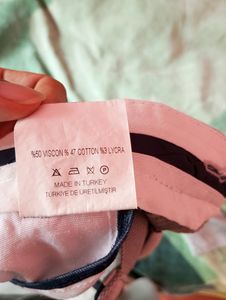 %50 VISCON % 47 COTTON %3 LYCRA
MADE IN TURKEY
TÜRKİYE DE ÜRETİLMİŞTİR